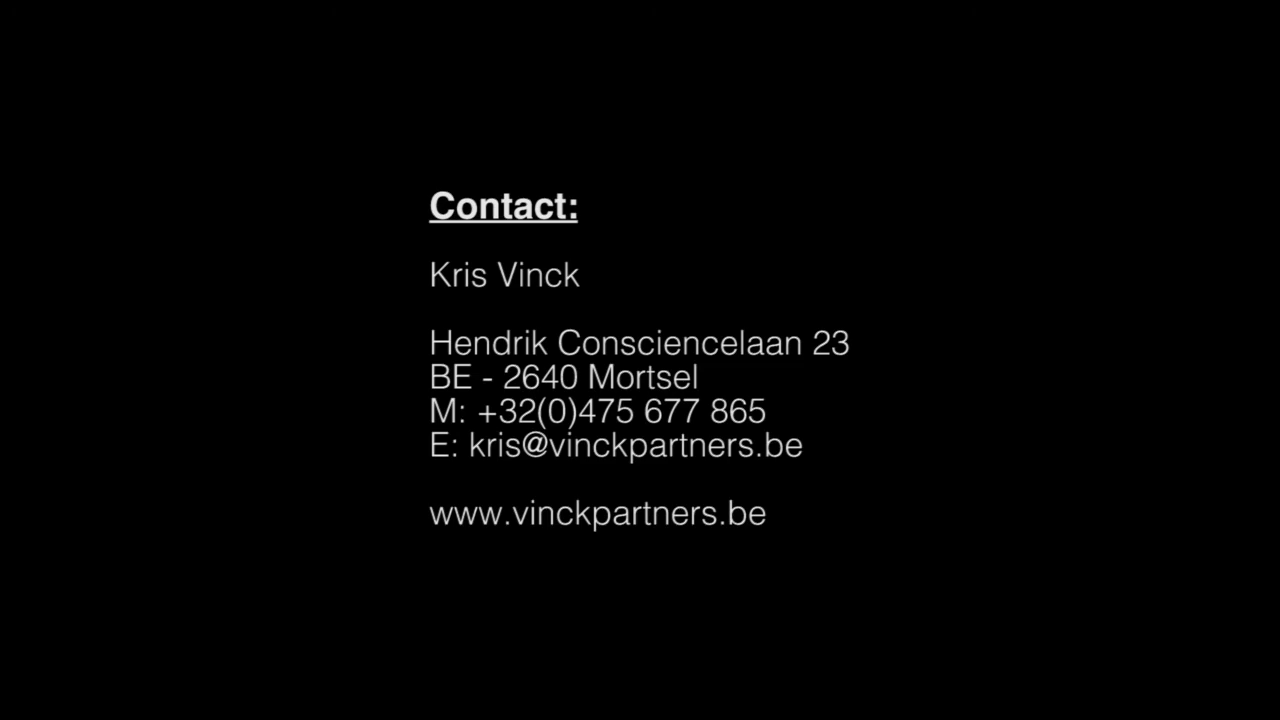 Contact:
Kris Vinck
Hendrik Consciencelaan 23
BE - 2640 Mortsel
M: +32(0)475 677 865
E: kris@vinckpartners.be
www.vinckpartners.be